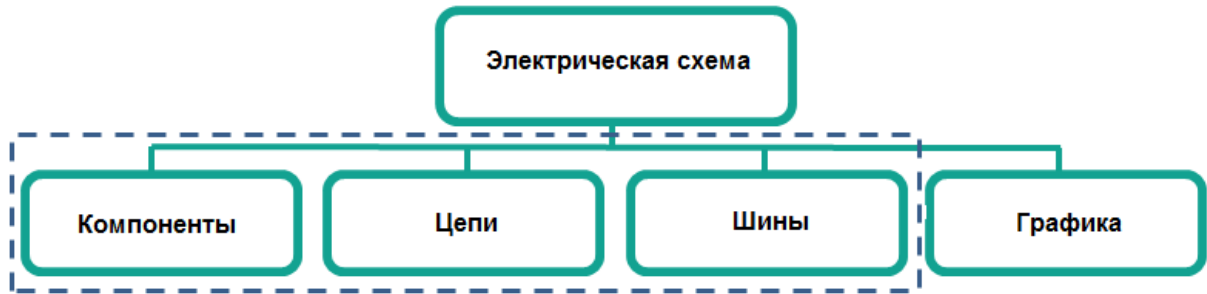 Электрическая схема
Компоненты
Цепи
Шины
Графика